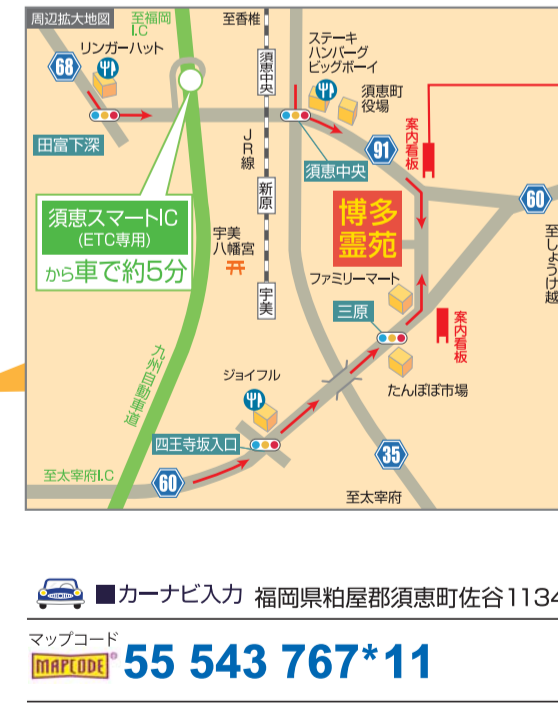 周辺拡大地図
至福岡
I.C
至香椎
リンガーハット
68
須恵中央
ステーキ
ハンバーグ
ビッグボーイ
須恵町
役場
田富下深
JR線
須恵中央
91
案内看板
60
至しょうけ越
須恵スマートIC
(ETC専用)
から車で約5分
新原
博多
霊苑
宇美
八幡宮
宇美
ファミリーマート
三原
案内看板
九州自動車道
ジョイフル
たんぽぽ市場
四王寺坂入口
至太宰府I.C
60
35
至太宰府
■カーナビ入力 福岡県粕屋郡須恵町佐谷1134
マップコード
MAPCODE® 55 543 767*11